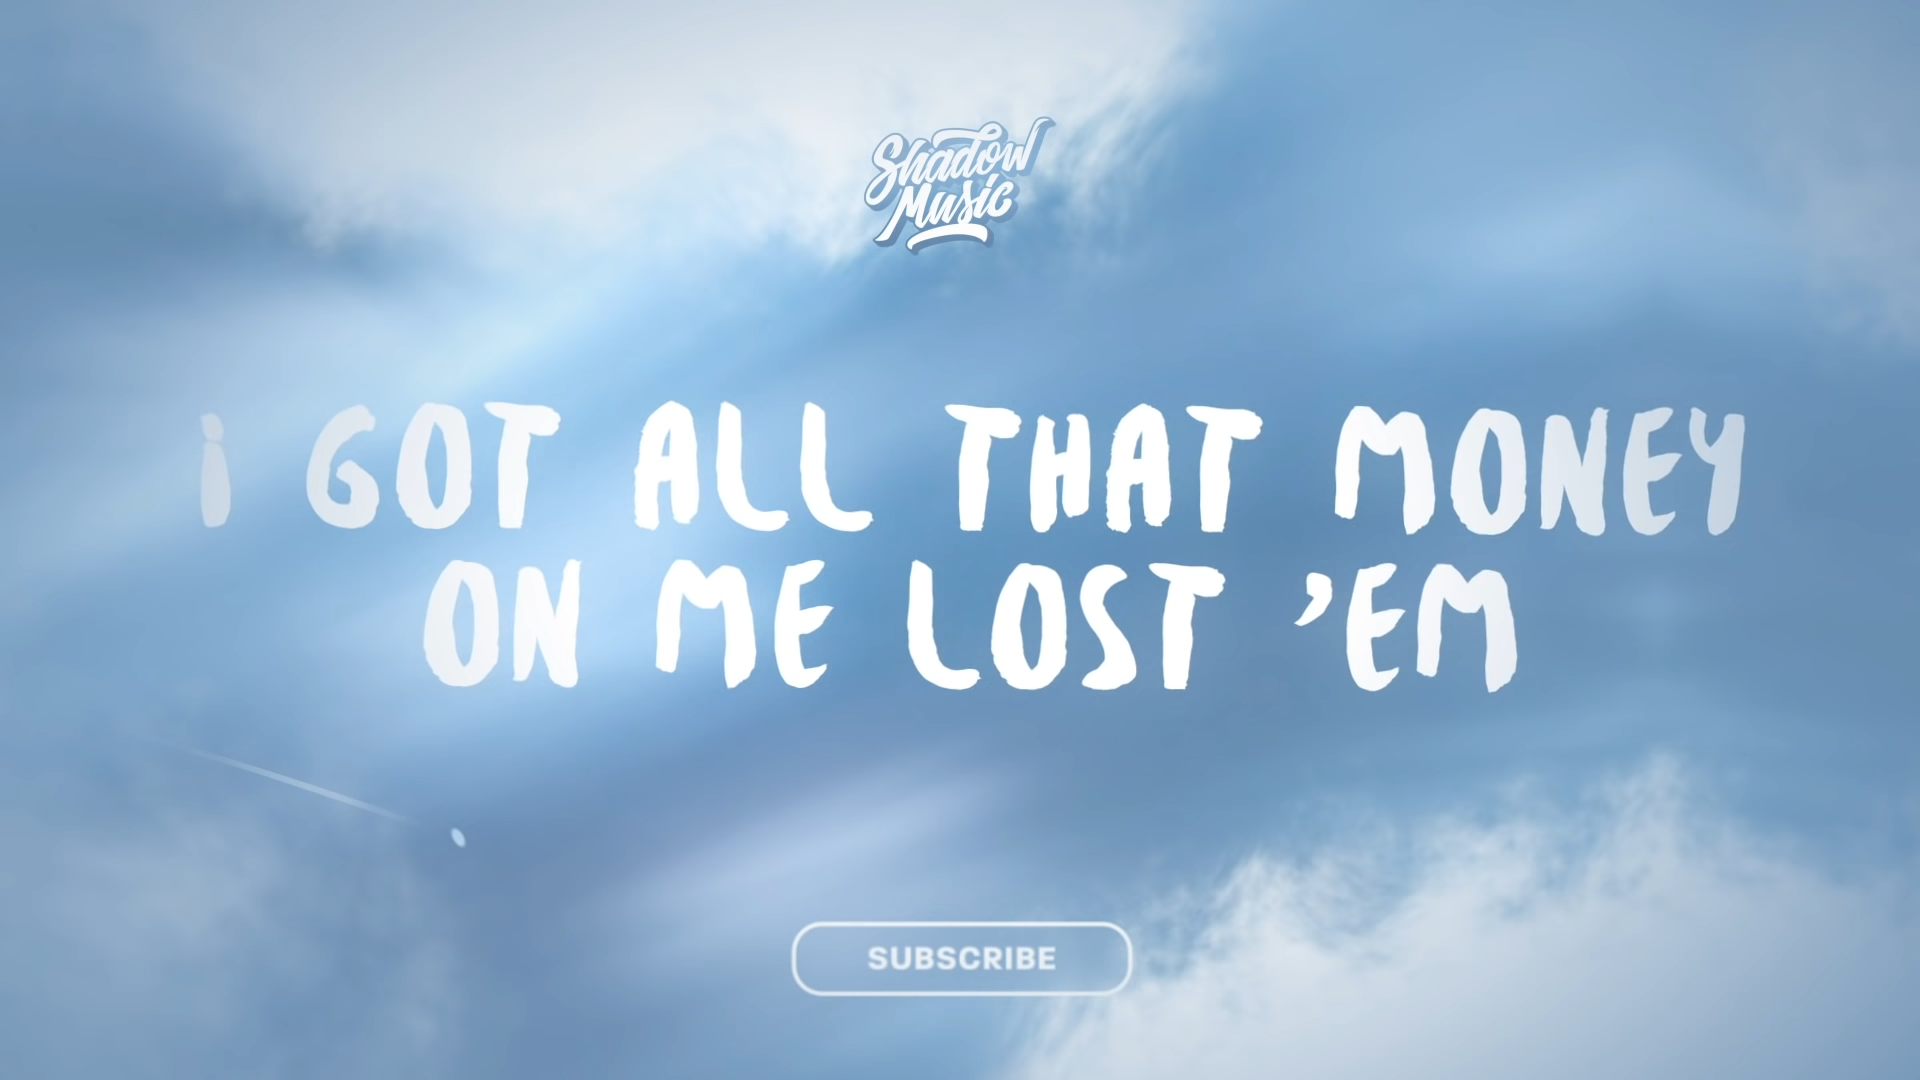 Shadow
Music
i GOT ALL THAT MONEY
ON ME LOST 'EM
SUBSCRIBE